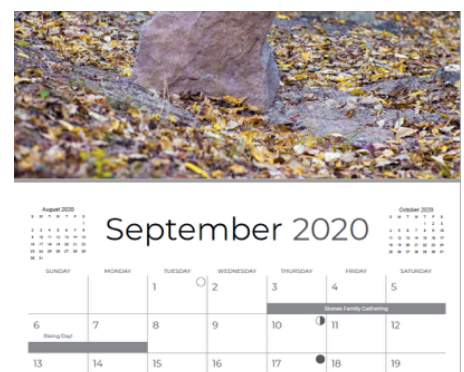 August 2020
September 2020
October 2020
SUNDAY MONDAY TUESDAY WEDNESDAY THURSDAY FRIDAY SATURDAY
1 2 3 4 5
Stones Family Gathering
6 7 8 9 10 11 12
Rising Day!
13 14 15 16 17 18 19